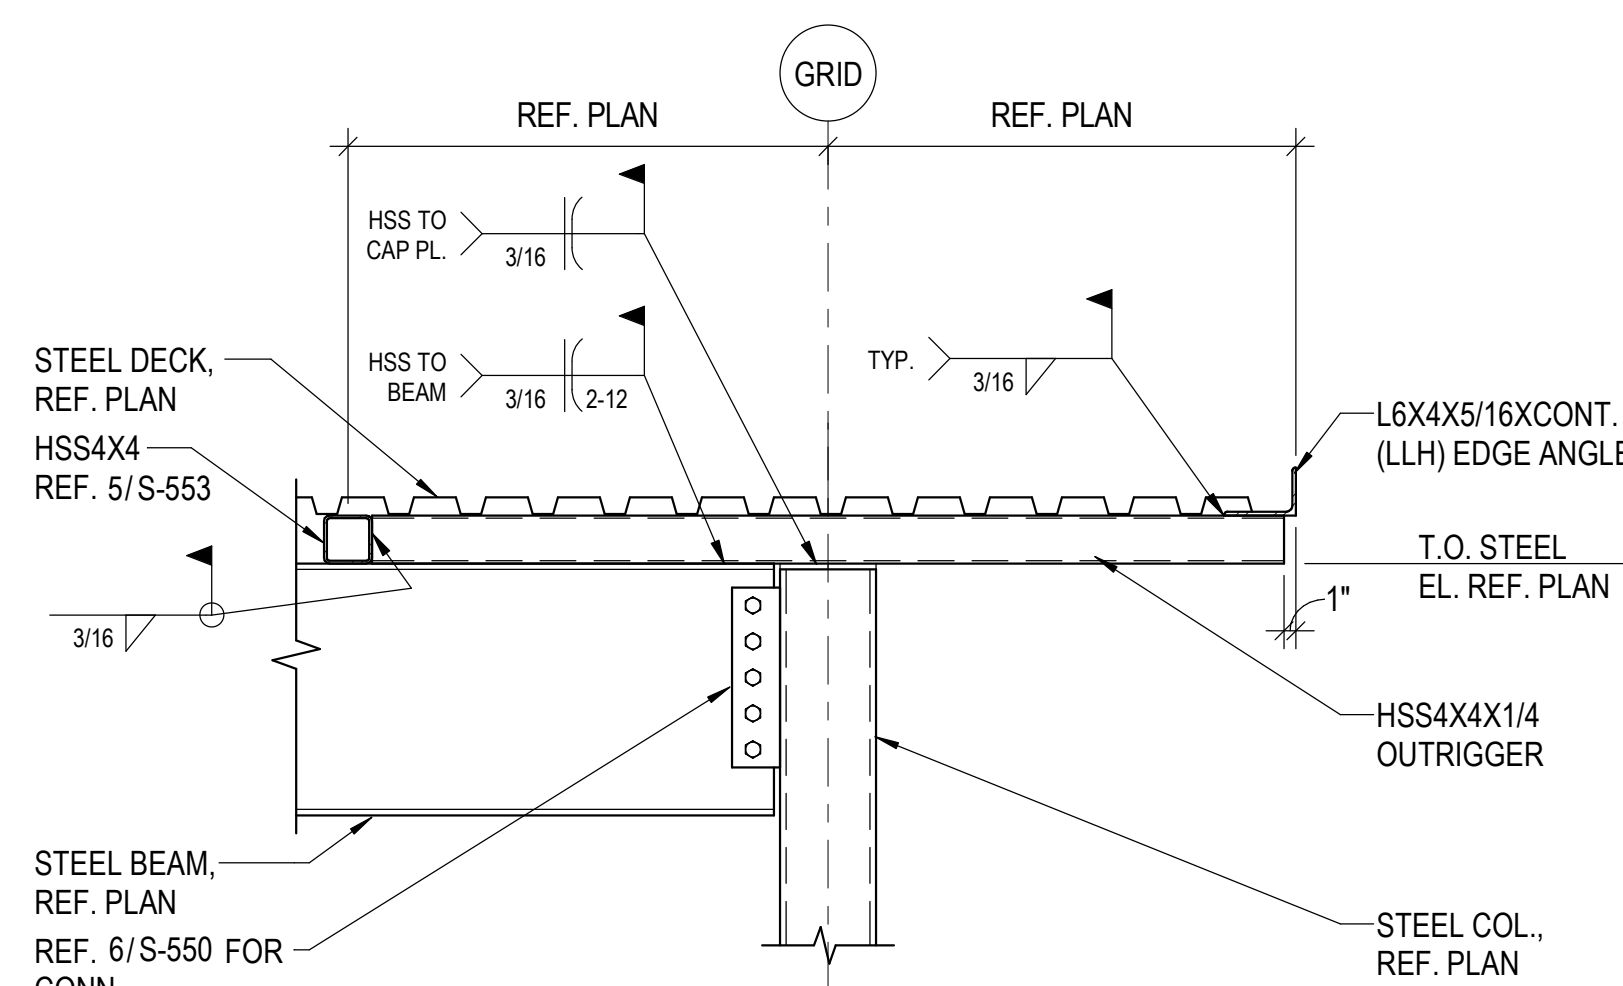 GRID
REF. PLAN
REF. PLAN
HSS TO
CAP PL.
3/16
HSS TO
BEAM
3/16
2-12
TYP.
3/16
STEEL DECK,
REF. PLAN
HSS4X4
REF. 5/S-553
L6X4X5/16XCONT.
(LLH) EDGE ANGLE
T.O. STEEL
EL. REF. PLAN
1"
3/16
HSS4X4X1/4
OUTRIGGER
STEEL BEAM,
REF. PLAN
REF. 6/S-550 FOR
CONN
STEEL COL.,
REF. PLAN